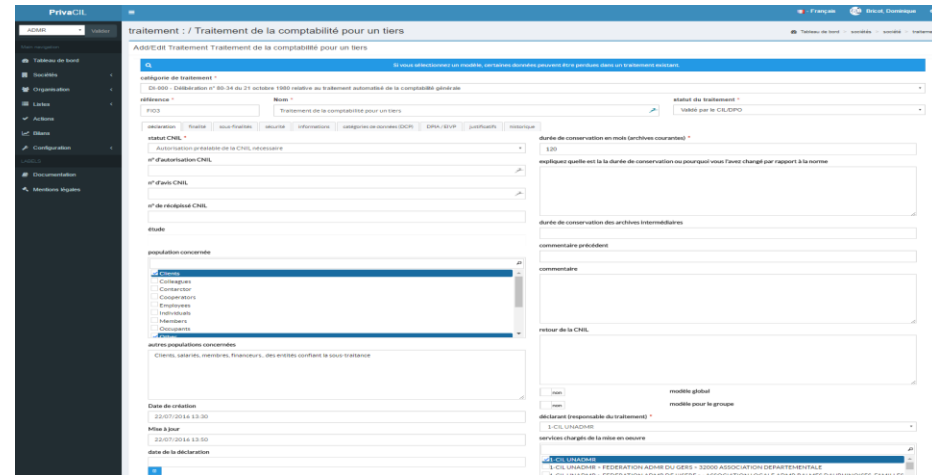 PrivaCIL
Français
Bricot, Dominique
ADMR
Valider
traitement : / Traitement de la comptabilité pour un tiers
Tableau de bord
sociétés
société
Main navigation
Tableau de bord
Sociétés
Organisation
Listes
Actions
Bilans
Configuration
LABELS
Documentation
Mentions légales
Add/Edit Traitement Traitement de la comptabilité pour un tiers
Si vous sélectionnez un modèle, certaines données peuvent être perdues dans un traitement existant.
catégorie de traitement *
DI-000 - Délibération n° 80-34 du 21 octobre 1980 relative au traitement automatisé de la comptabilité générale
référence *
Nom *
statut du traitement *
FI03
Traitement de la comptabilité pour un tiers
Validé par le CIL/DPO
déclaration
finalité
sous-finalités
sécurité
informations
catégories de données (DCP)
DPIA / EIVP
justificatifs
historique
statut CNIL *
Autorisation préalable de la CNIL nécessaire
n° d'autorisation CNIL
n° d'avis CNIL
n° de récépissé CNIL
étude
population concernée
Clients
Colleagues
Contarctor
Cooperators
Employees
Individuals
Members
Occupants
Other
autres populations concernées
Clients, salariés, membres, financeurs.. des entités confiant la sous-traitance
Date de création
22/07/2016 13:30
Mise à jour
22/07/2016 13:50
date de la déclaration
durée de conservation en mois (archives courantes) *
120
expliquez quelle est la la durée de conservation ou pourquoi vous l'avez changé par rapport à la norme
durée de conservation des archives intermédiaires
commentaire précédent
commentaire
retour de la CNIL
non
modèle global
non
modèle pour le groupe
déclarant (responsable du traitement) *
1-CIL UNADMR
services chargés de la mise en oeuvre
1-CIL UNADMR
1-CIL UNADMR » FEDERATION ADMR DU GERS » 32000 ASSOCIATION DEPARTEMENTALE